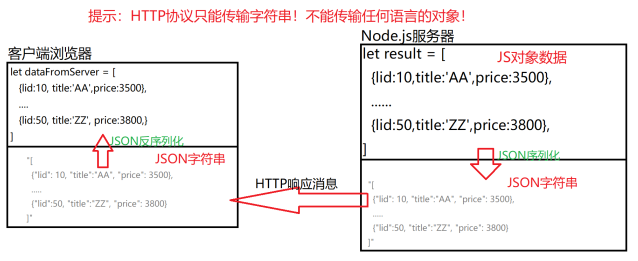 提示：HTTP协议只能传输字符串！不能传输任何语言的对象！
客户端浏览器
let dataFromServer = [
{lid:10, title:'AA',price:3500},
....
{lid:50,title:'ZZ', price:3800,}
]
JSON反序列化
JSON字符串
"[
{"lid": 10, "title":"AA", "price": 3500},
.....
{"lid":50, "title":"ZZ", "price": 3800}
]"
HTTP响应消息
Node.js服务器
let result = [
JS对象数据
{lid:10,title:'AA',price:3500},
......
{lid:50,title:'ZZ',price:3800},
]
JSON序列化
JSON字符串
"[
{"lid": 10, "title":"AA", "price": 3500},
.....
{"lid":50, "title":"ZZ", "price": 3800}
]"